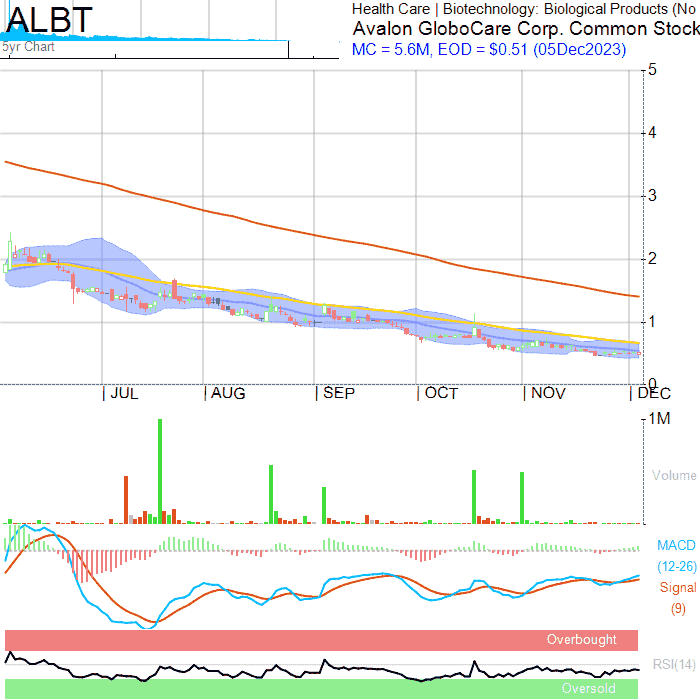 ALBT
5yr Chart
Health Care | Biotechnology: Biological Products (No
Avalon GloboCare Corp. Common Stock
MC = 5.6M, EOD = $0.51 (05Dec2023)
5
4
3
2
1
0
JUL AUG SEP OCT NOV DEC
1M
Volume
MACD
(12-26)
Signal
(9)
Overbought
RSI(14)
Oversold